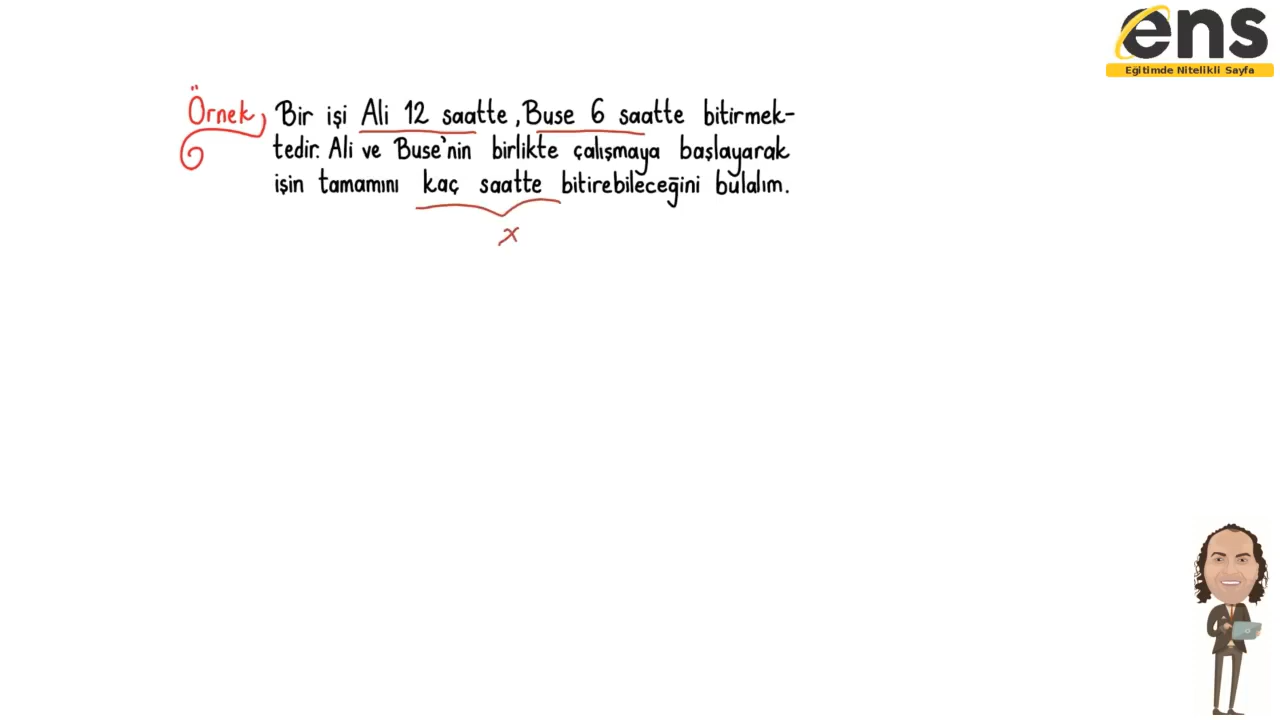 ens
Eğitimde Nitelikli Sayfa
Örnek, Bir işi Ali 12 saatte, Buse 6 saatte bitirmek-
tedir. Ali ve Buse'nin birlikte çalışmaya başlayarak
işin tamamını kaç saatte bitirebileceğini bulalım.
x